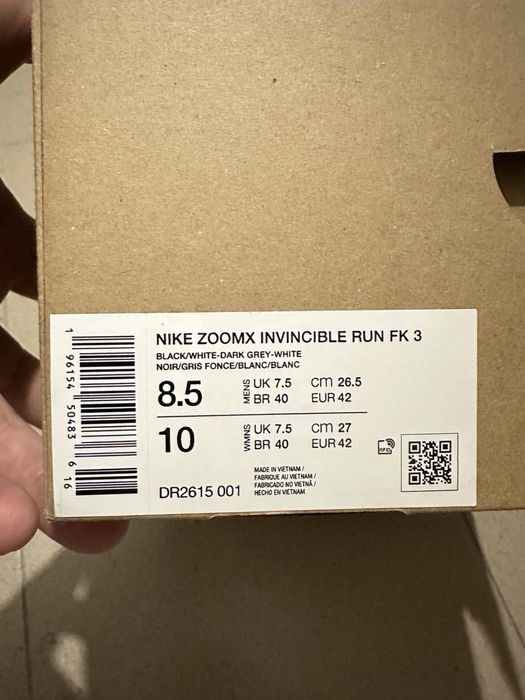 NIKE ZOOMX INVINCIBLE RUN FK 3
BLACK/WHITE-DARK GREY-WHITE
NOIR/GRIS FONCE/BLANC/BLANC
8.5 MENS UK 7.5 CM 26.5
BR 40 EUR 42
10 WMNS UK 7.5 CM 27
BR 40 EUR 42
RFID
MADE IN VIETNAM /
FABRIQUE AU VIETNAM /
FABRICADO NO VIETNÃ /
HECHO EN VIETNAM
DR2615 001
1 96154 50483 6 16